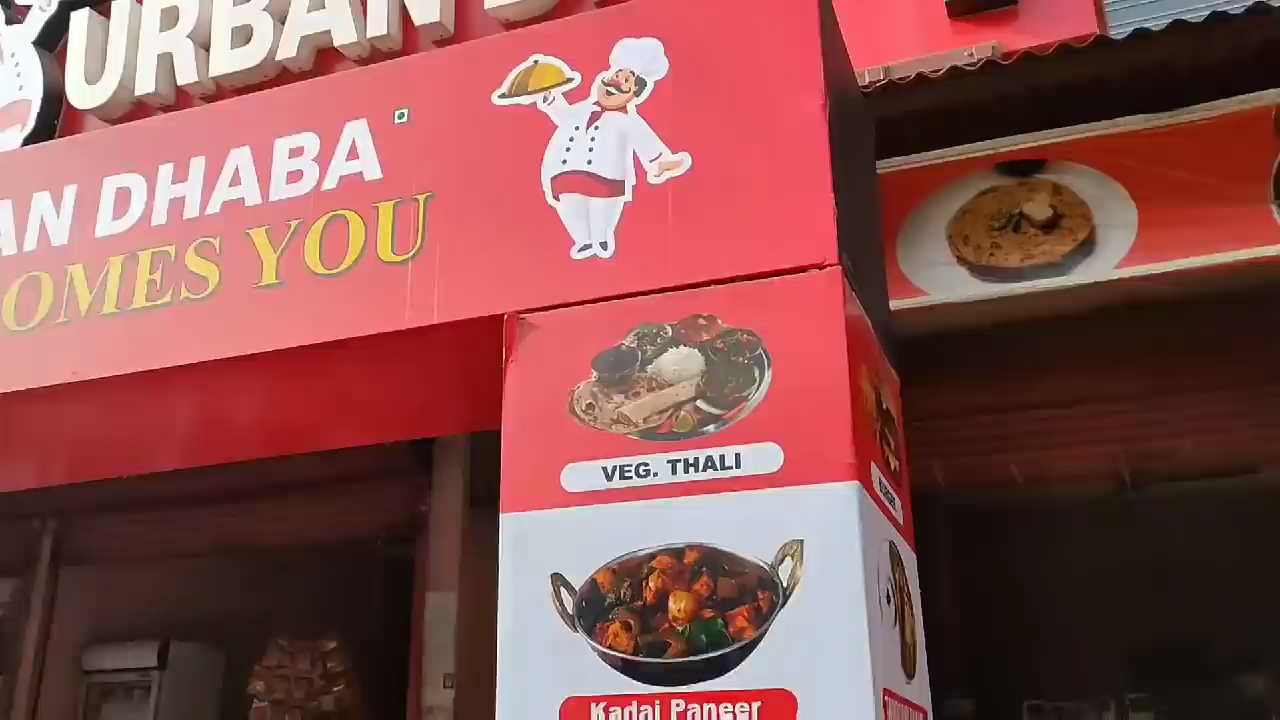 URBAN
AN DHABA
OMES YOU
VEG. THALI
Kadai Paneer